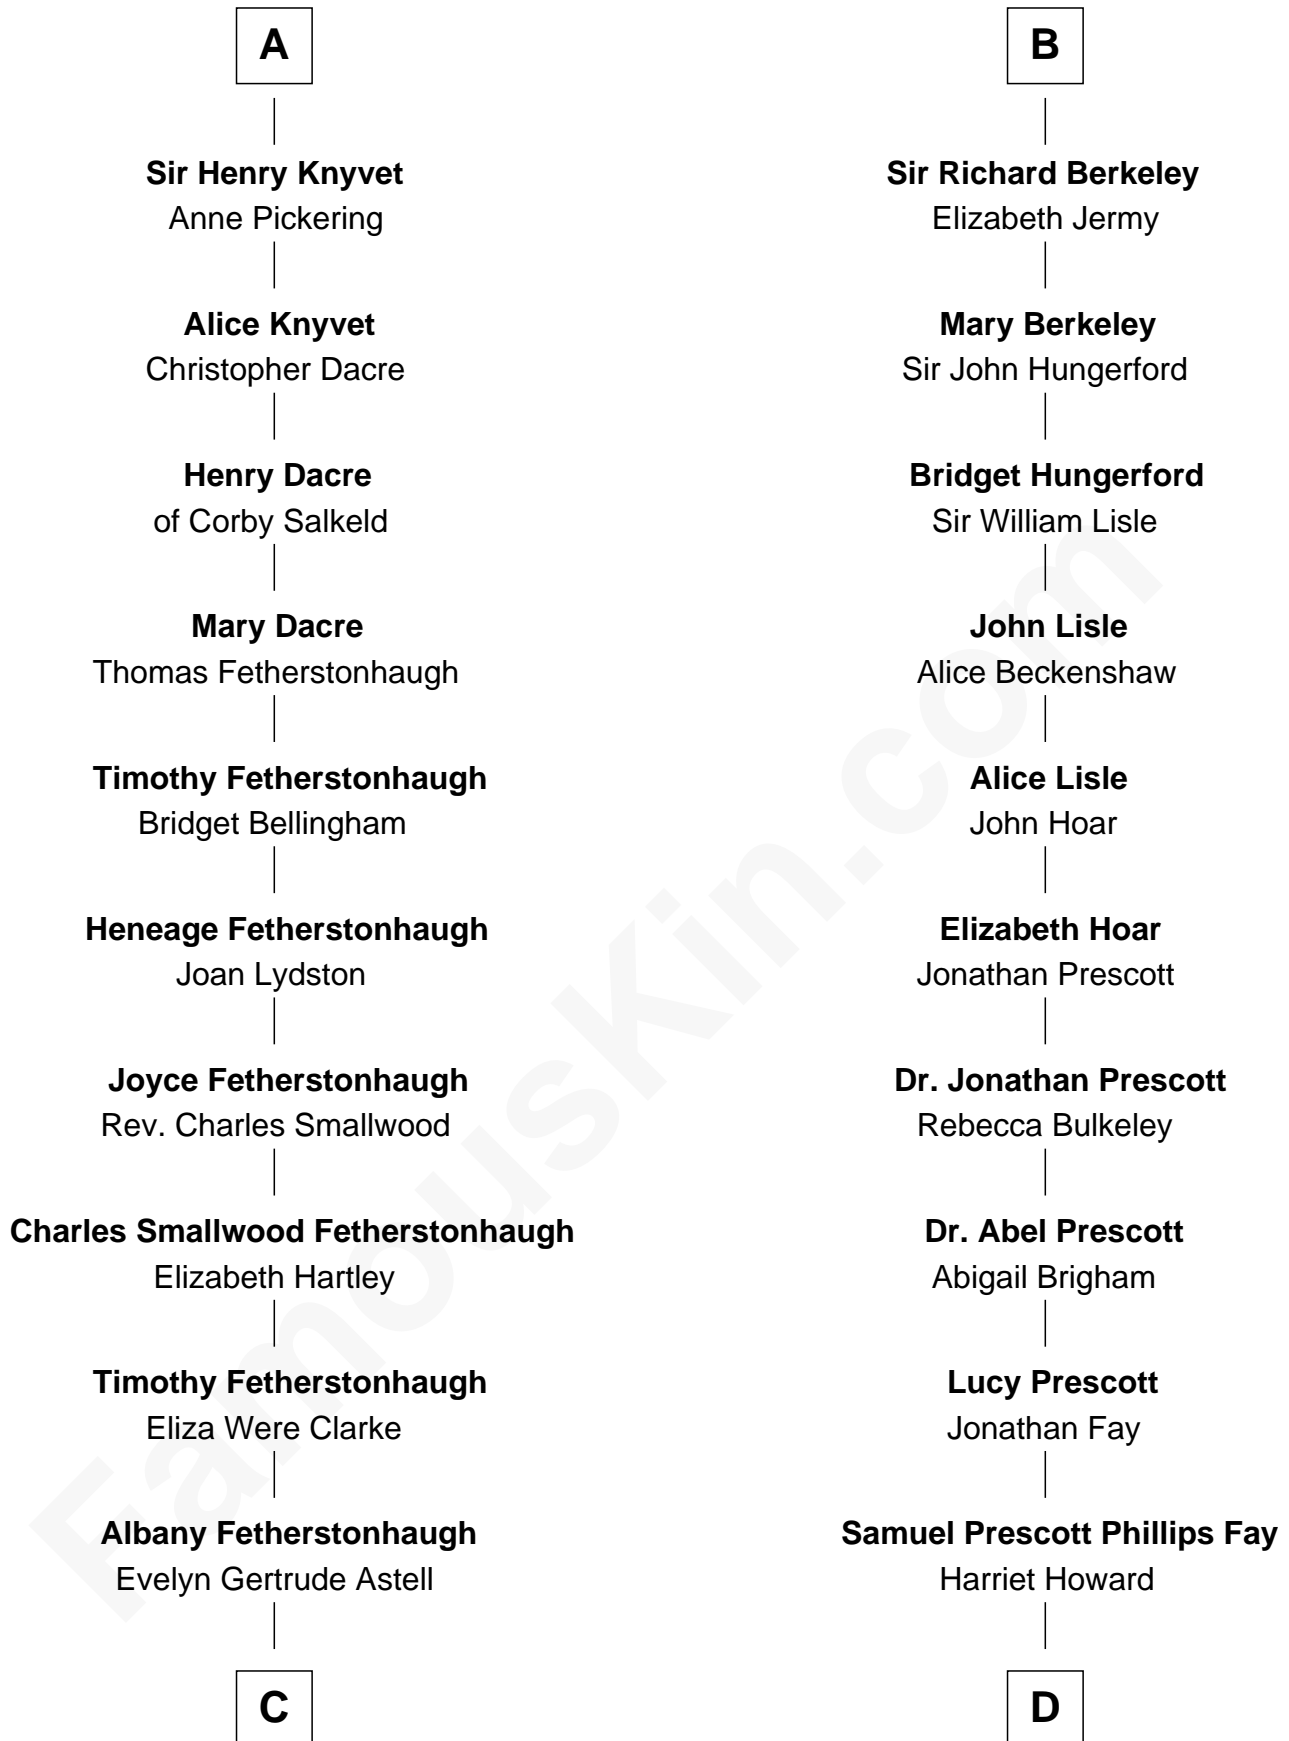 A
Sir Henry Knyvet
Anne Pickering
Alice Knyvet
Christopher Dacre
Henry Dacre
of Corby Salkeld
Mary Dacre
Thomas Fetherstonhaugh
Timothy Fetherstonhaugh
Bridget Bellingham
Heneage Fetherstonhaugh
Joan Lydston
Joyce Fetherstonhaugh
Rev. Charles Smallwood
Charles Smallwood Fetherstonhaugh
Elizabeth Hartley
Timothy Fetherstonhaugh
Eliza Were Clarke
Albany Fetherstonhaugh
Evelyn Gertrude Astell
C
B
Sir Richard Berkeley
Elizabeth Jermy
Mary Berkeley
Sir John Hungerford
Bridget Hungerford
Sir William Lisle
John Lisle
Alice Beckenshaw
Alice Lisle
John Hoar
Elizabeth Hoar
Jonathan Prescott
Dr. Jonathan Prescott
Rebecca Bulkeley
Dr. Abel Prescott
Abigail Brigham
Lucy Prescott
Jonathan Fay
Samuel Prescott Phillips Fay
Harriet Howard
D
FamousKin.com